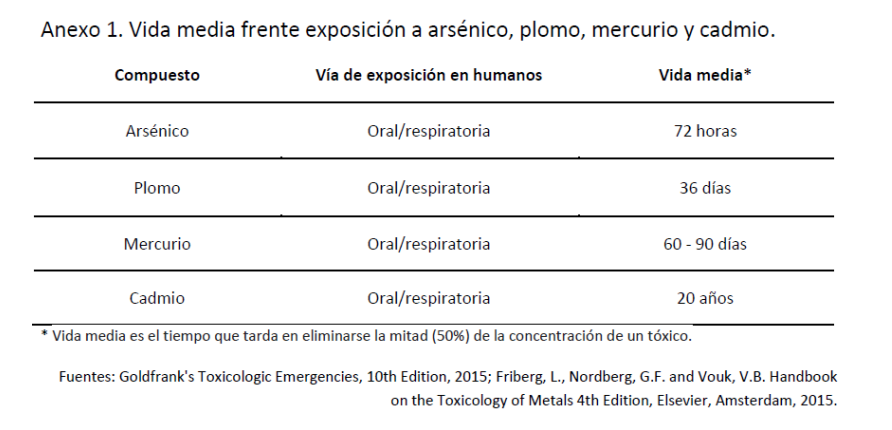 Anexo 1. Vida media frente exposición a arsénico, plomo, mercurio y cadmio.
Compuesto Vía de exposición en humanos Vida media*
Arsénico Oral/respiratoria 72 horas
Plomo Oral/respiratoria 36 días
Mercurio Oral/respiratoria 60 - 90 días
Cadmio Oral/respiratoria 20 años
* Vida media es el tiempo que tarda en eliminarse la mitad (50%) de la concentración de un tóxico.
Fuentes: Goldfrank's Toxicologic Emergencies, 10th Edition, 2015; Friberg, L., Nordberg, G.F. and Vouk, V.B. Handbook
on the Toxicology of Metals 4th Edition, Elsevier, Amsterdam, 2015.